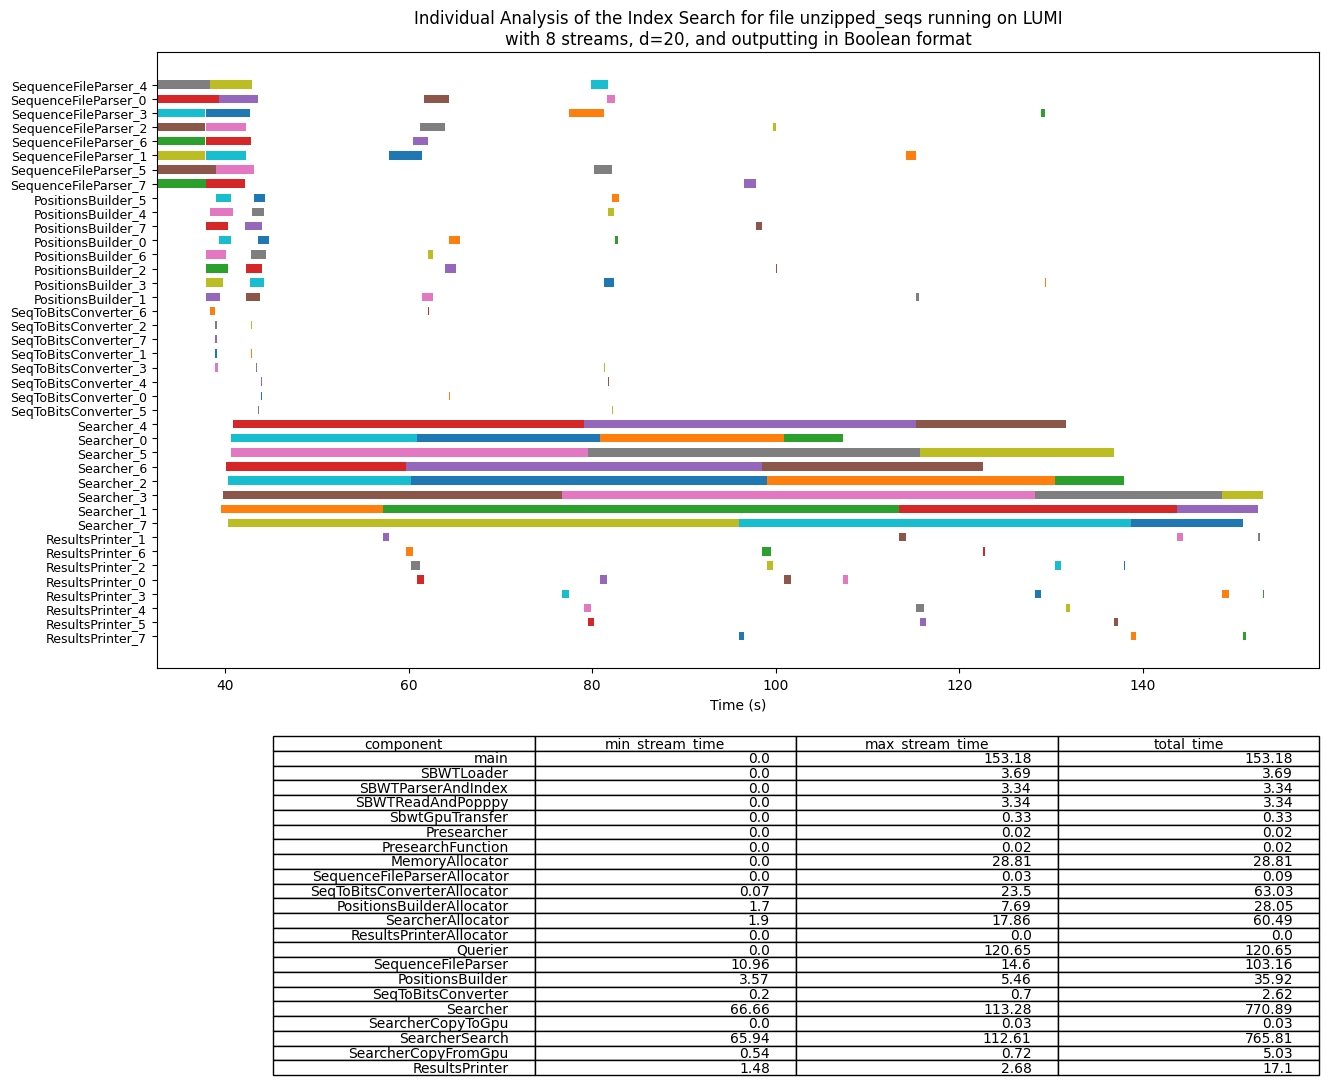 Individual Analysis of the Index Search for file unzipped_seqs running on LUMI
with 8 streams, d=20, and outputting in Boolean format
SequenceFileParser_4
SequenceFileParser_0
SequenceFileParser_3
SequenceFileParser_2
SequenceFileParser_6
SequenceFileParser_1
SequenceFileParser_5
SequenceFileParser_7
PositionsBuilder_5
PositionsBuilder_4
PositionsBuilder_7
PositionsBuilder_0
PositionsBuilder_6
PositionsBuilder_2
PositionsBuilder_3
PositionsBuilder_1
SeqToBitsConverter_6
SeqToBitsConverter_2
SeqToBitsConverter_7
SeqToBitsConverter_1
SeqToBitsConverter_3
SeqToBitsConverter_4
SeqToBitsConverter_0
SeqToBitsConverter_5
Searcher_4
Searcher_0
Searcher_5
Searcher_6
Searcher_2
Searcher_3
Searcher_1
Searcher_7
ResultsPrinter_1
ResultsPrinter_6
ResultsPrinter_2
ResultsPrinter_0
ResultsPrinter_3
ResultsPrinter_4
ResultsPrinter_5
ResultsPrinter_7
40 60 80 100 120 140
Time (s)
component min_stream_time max_stream_time total_time
main 0.0 153.18 153.18
SBWTLoader 0.0 3.69 3.69
SBWTParserAndIndex 0.0 3.34 3.34
SBWTReadAndPopppy 0.0 3.34 3.34
SbwtGpuTransfer 0.0 0.33 0.33
Presearcher 0.0 0.02 0.02
PresearchFunction 0.0 0.02 0.02
MemoryAllocator 0.0 28.81 28.81
SequenceFileParserAllocator 0.0 0.03 0.09
SeqToBitsConverterAllocator 0.07 23.5 63.03
PositionsBuilderAllocator 1.7 7.69 28.05
SearcherAllocator 1.9 17.86 60.49
ResultsPrinterAllocator 0.0 0.0 0.0
Querier 0.0 120.65 120.65
SequenceFileParser 10.96 14.6 103.16
PositionsBuilder 3.57 5.46 35.92
SeqToBitsConverter 0.2 0.7 2.62
Searcher 66.66 113.28 770.89
SearcherCopyToGpu 0.0 0.03 0.03
SearcherSearch 65.94 112.61 765.81
SearcherCopyFromGpu 0.54 0.72 5.03
ResultsPrinter 1.48 2.68 17.1